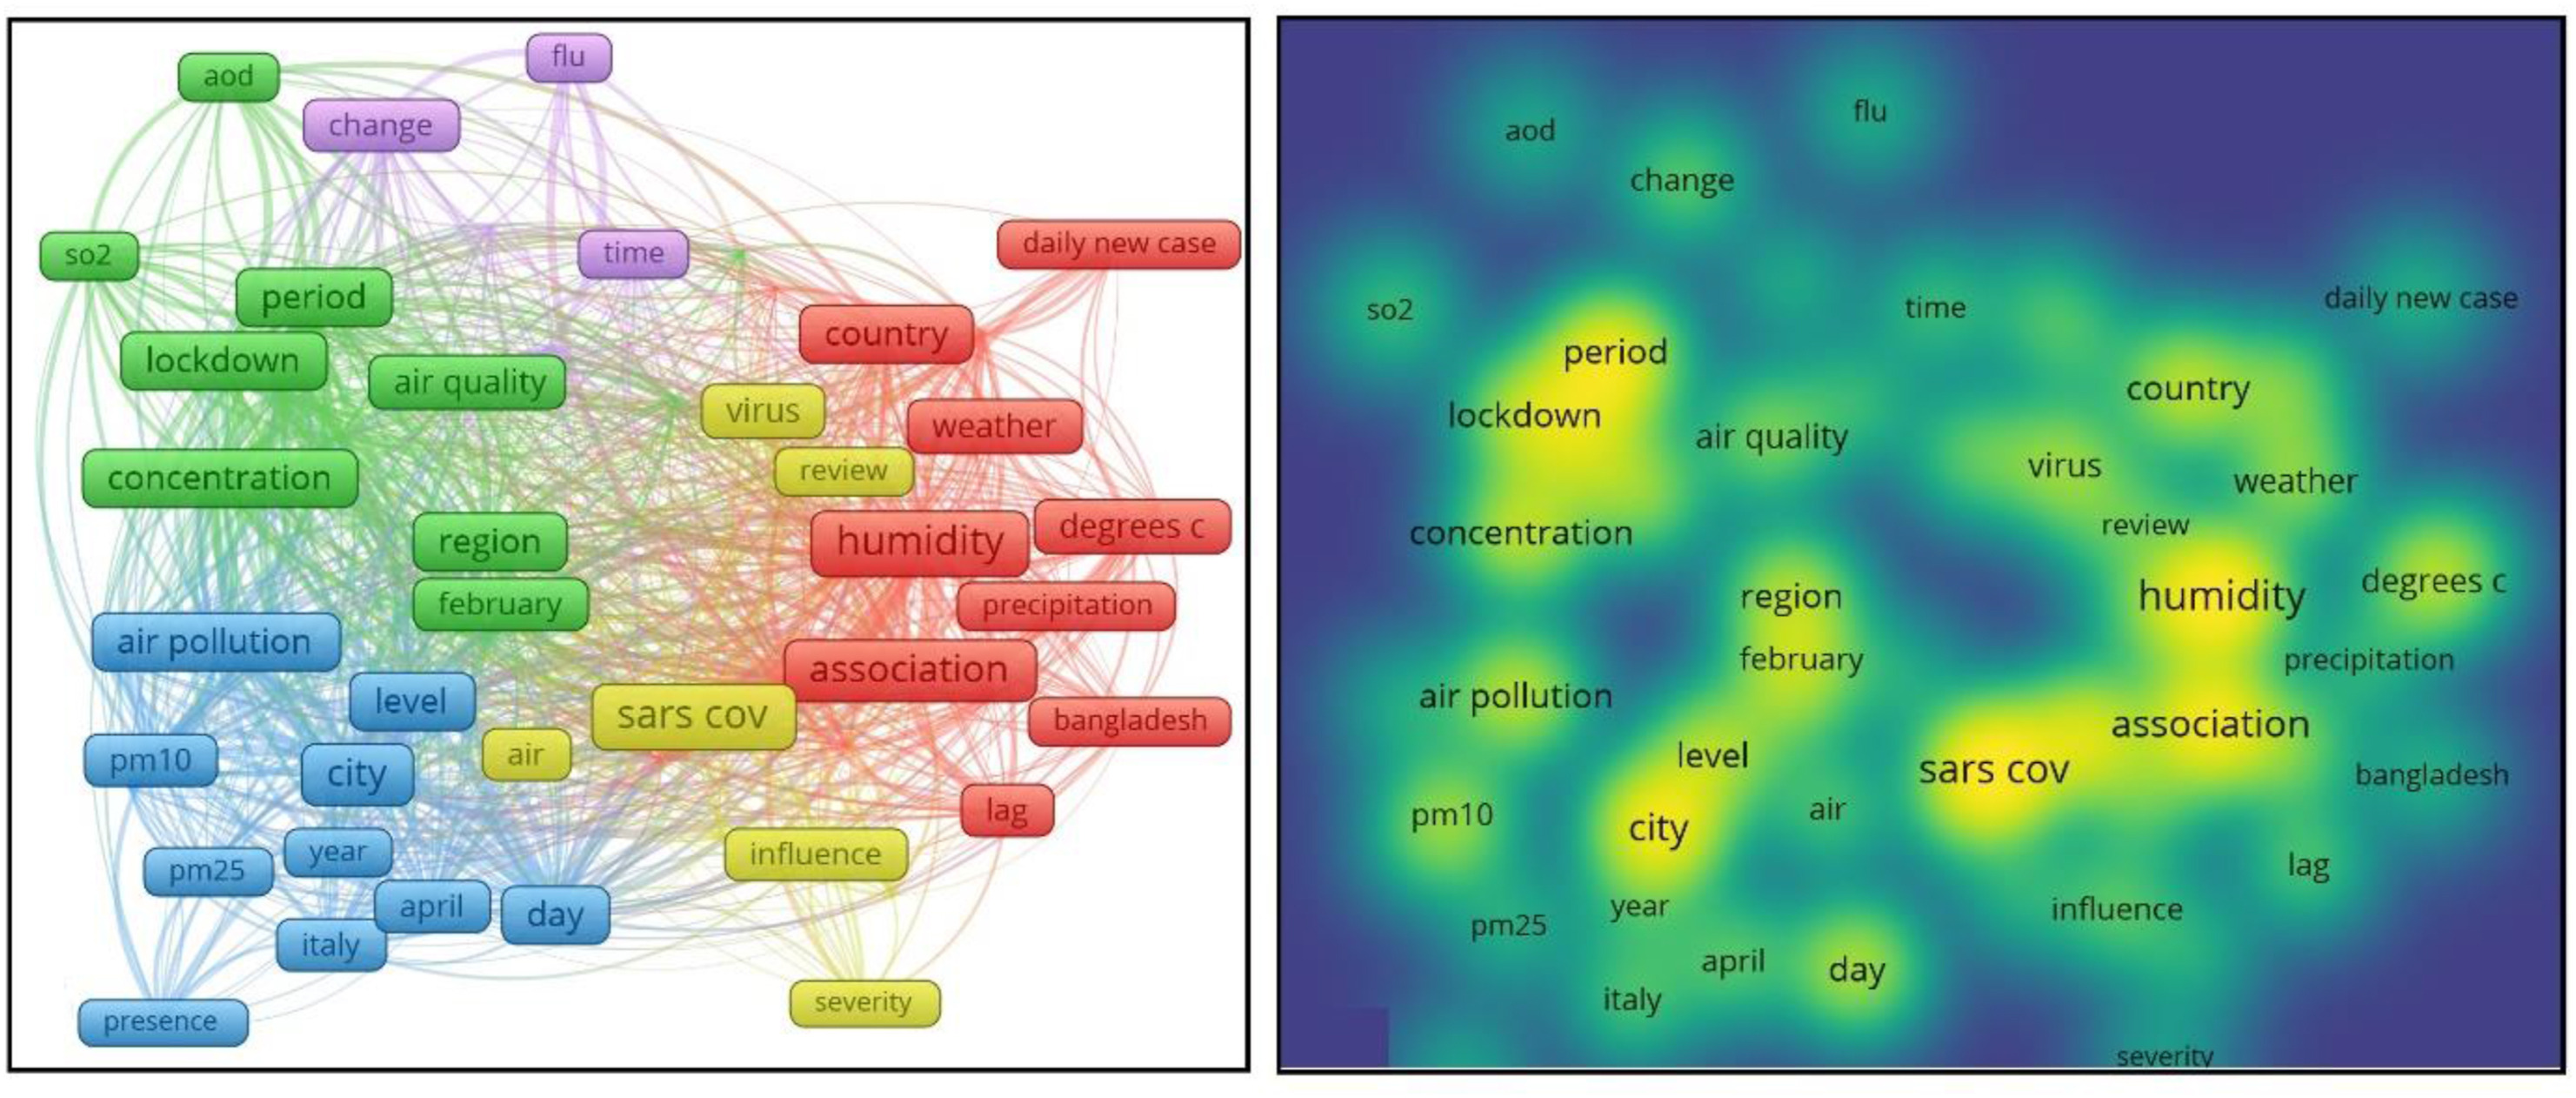 flu
aod
change
so2
time
daily new case
period
country
lockdown
air quality
virus
weather
review
concentration
degrees c
region
humidity
february
precipitation
air pollution
association
level
sars cov
bangladesh
air
pm10
city
lag
year
influence
pm25
april
day
italy
severity
presence
flu
aod
change
daily new case
so2
time
period
country
lockdown
air quality
virus
weather
review
concentration
degrees c
region
humidity
february
precipitation
air pollution
association
level
sars cov
bangladesh
air
pm10
city
lag
year
influence
pm25
april
day
italy
severity